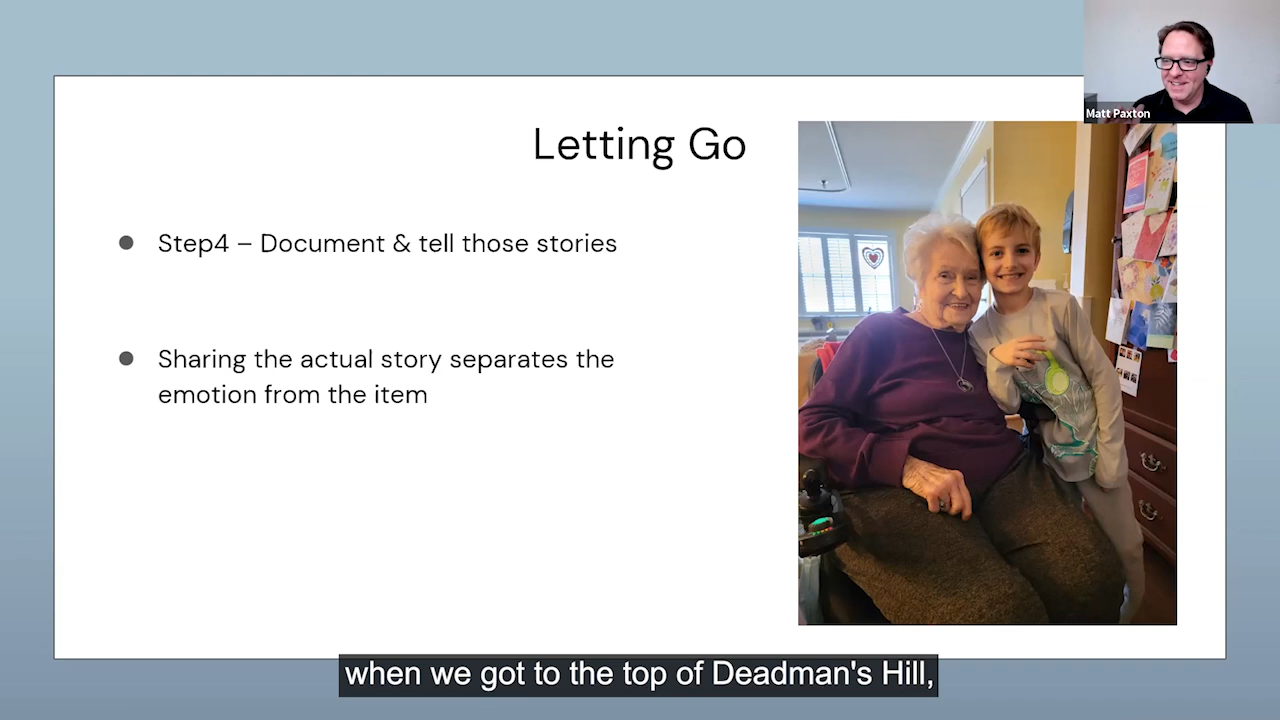 Matt Paxton
Letting Go
Step4 – Document & tell those stories
Sharing the actual story separates the
emotion from the item
when we got to the top of Deadman's Hill,